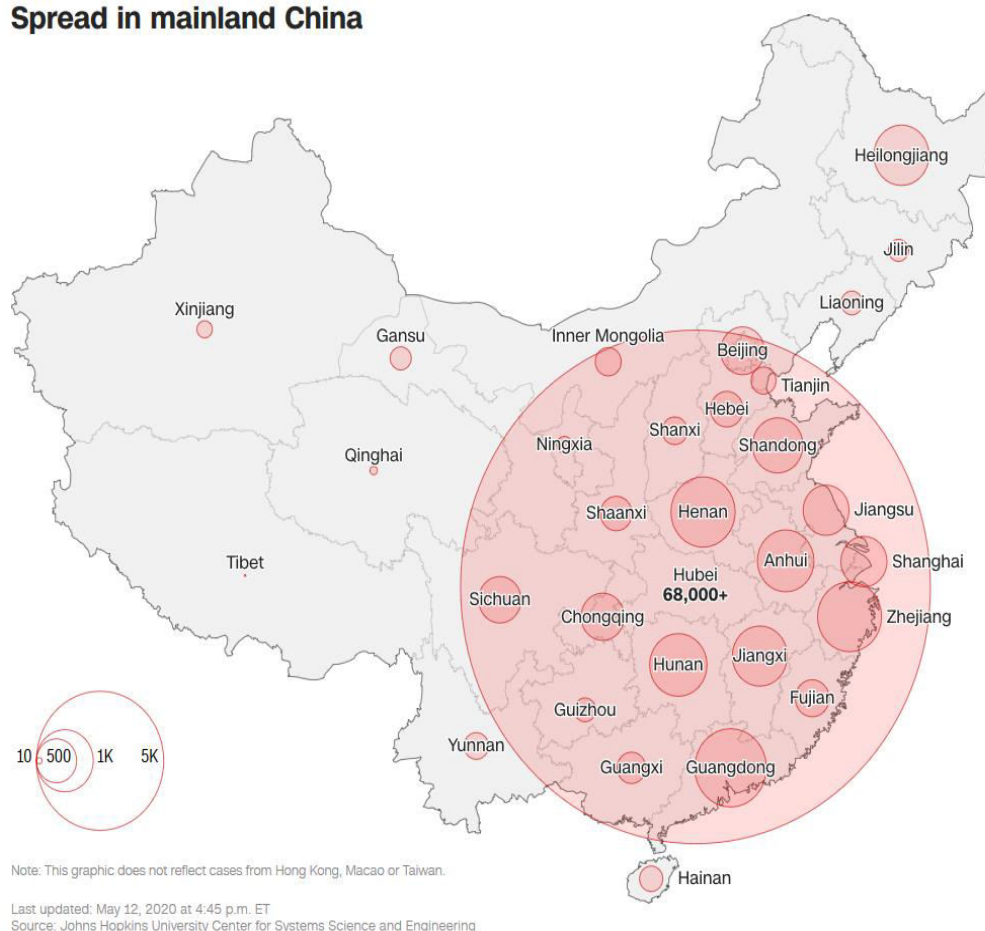 Spread in mainland China
Heilongjiang
Jilin
Liaoning
Xinjiang
Gansu
Inner Mongolia
Beijing
Tianjin
Hebei
Shanxi
Ningxia
Shandong
Qinghai
Shaanxi
Henan
Jiangsu
Anhui
Shanghai
Tibet
Hubei
68,000+
Sichuan
Chongqing
Zhejiang
Hunan
Jiangxi
Guizhou
Fujian
Yunnan
Guangxi
Guangdong
10 500 1K 5K
Hainan
Note: This graphic does not reflect cases from Hong Kong, Macao or Taiwan.
Last updated: May 12, 2020 at 4:45 p.m. ET
Source: Johns Hopkins University Center for Systems Science and Engineering